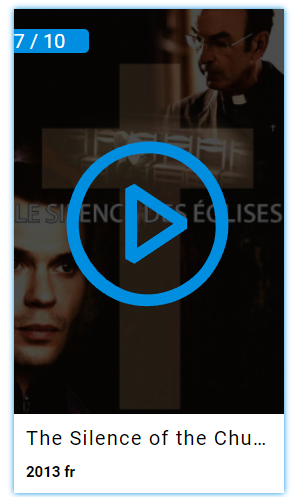 7 / 10
LE SILENCE DES ÉGLISES
The Silence of the Chu...
2013 fr